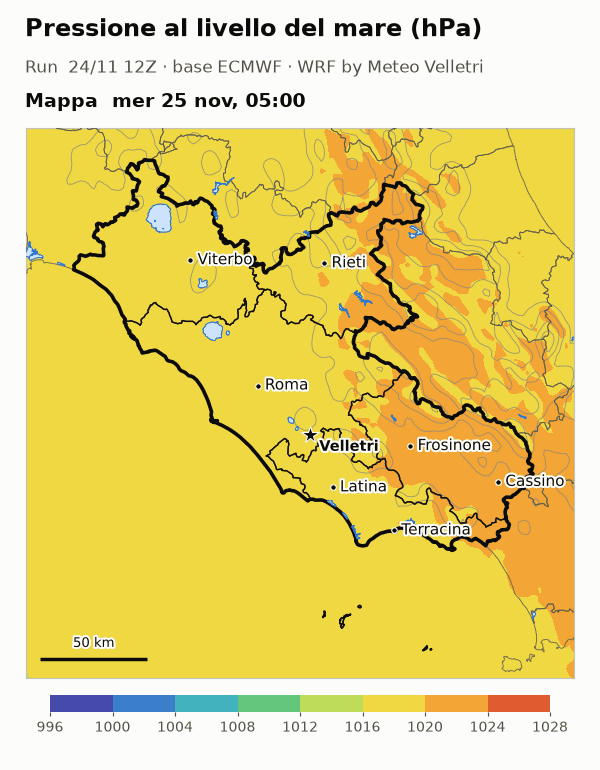 Pressione al livello del mare (hPa)
Run  24/11 12Z · base ECMWF · WRF by Meteo Velletri
Mappa  mer 25 nov, 05:00
Viterbo
Rieti
Roma
Velletri
Frosinone
Latina
Cassino
Terracina
50 km
996 1000 1004 1008 1012 1016 1020 1024 1028